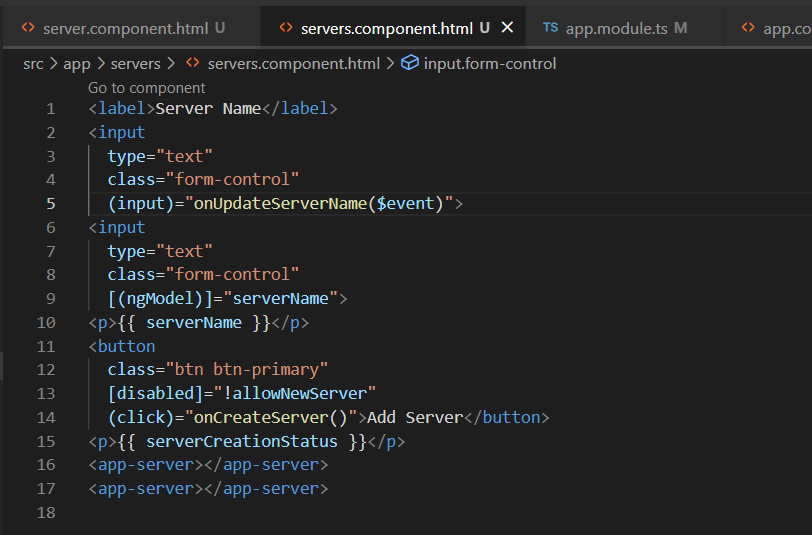 server.component.html U servers.component.html U TS app.module.ts M app.co
src > app > servers > servers.component.html > input.form-control
Go to component
1 <label>Server Name</label>
2 <input
3 type="text"
4 class="form-control"
5 (input)="onUpdateServerName($event)">
6 <input
7 type="text"
8 class="form-control"
9 [(ngModel)]="serverName">
10 <p>{{ serverName }}</p>
11 <button
12 class="btn btn-primary"
13 [disabled]="!allowNewServer"
14 (click)="onCreateServer()">Add Server</button>
15 <p>{{ serverCreationStatus }}</p>
16 <app-server></app-server>
17 <app-server></app-server>
18